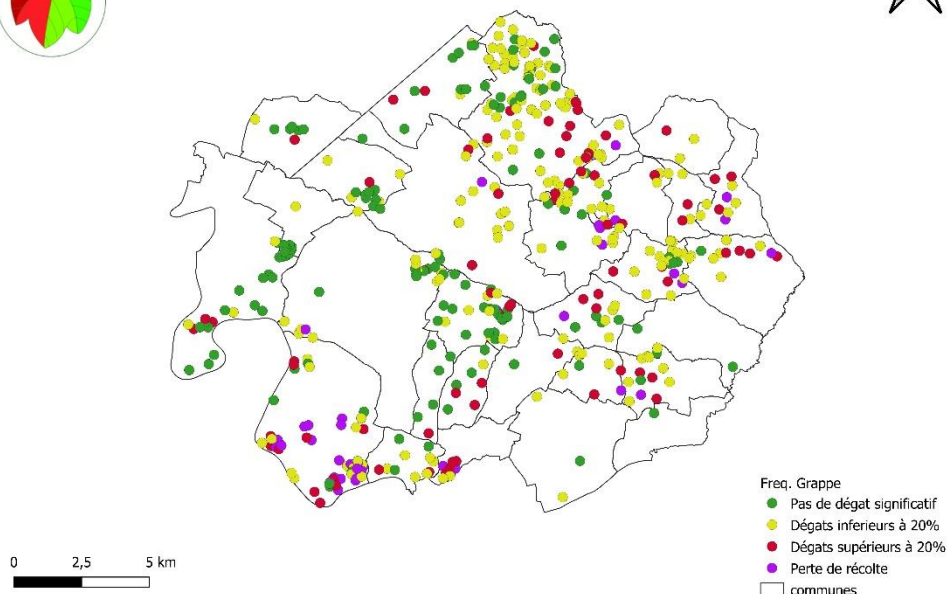 Freq. Grappe
Pas de dégat significatif
Dégats inferieurs à 20%
Dégats supérieurs à 20%
Perte de récolte
communes
0 2,5 5 km